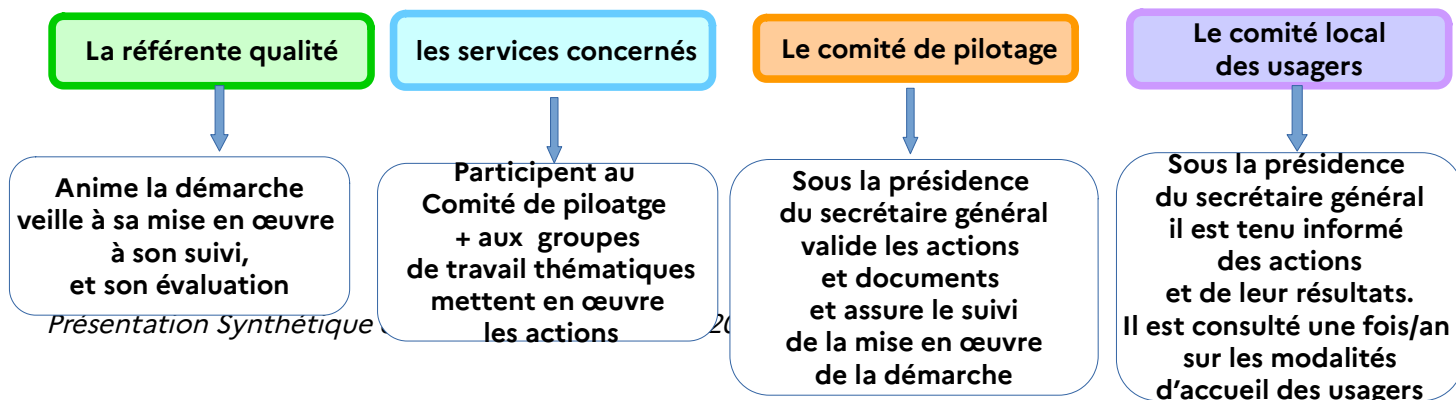 La référente qualité
les services concernés
Le comité de pilotage
Le comité local
des usagers
Anime la démarche
veille à sa mise en œuvre
à son suivi,
et son évaluation
Participent au
Comité de piloatge
+ aux groupes
de travail thématiques
mettent en œuvre
les actions
Sous la présidence
du secrétaire général
valide les actions
et documents
et assure le suivi
de la mise en œuvre
de la démarche
Sous la présidence
du secrétaire général
il est tenu informé
des actions
et de leur résultats.
Il est consulté une fois/an
sur les modalités
d’accueil des usagers
Présentation Synthétique